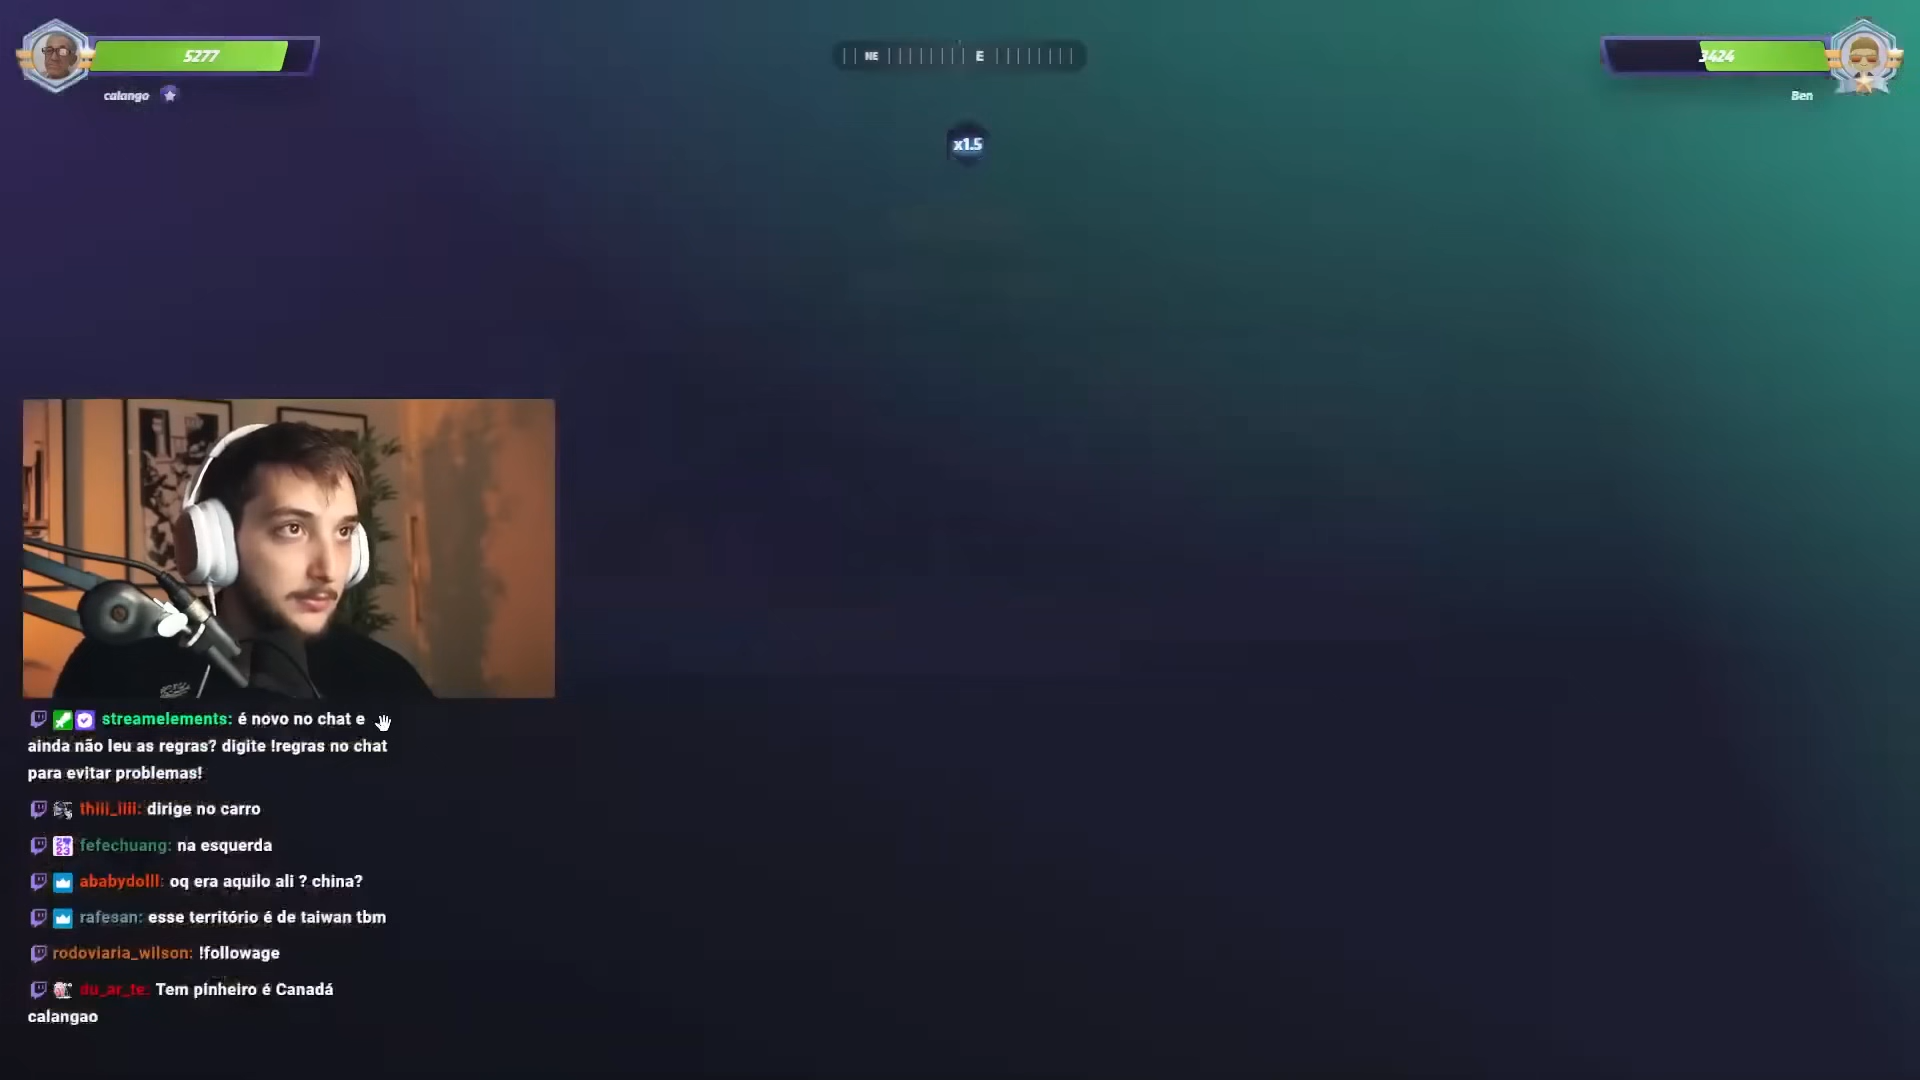 5277
NE E
3424
calango
Ben
x1.5
streamelements: é novo no chat e
ainda não leu as regras? digite !regras no chat
para evitar problemas!
thiii_iiii: dirige no carro
fefechuang: na esquerda
ababydolll: oq era aquilo ali ? china?
rafesan: esse território é de taiwan tbm
rodoviaria_wilson: !followage
du_ar_te: Tem pinheiro é Canadá
calangao